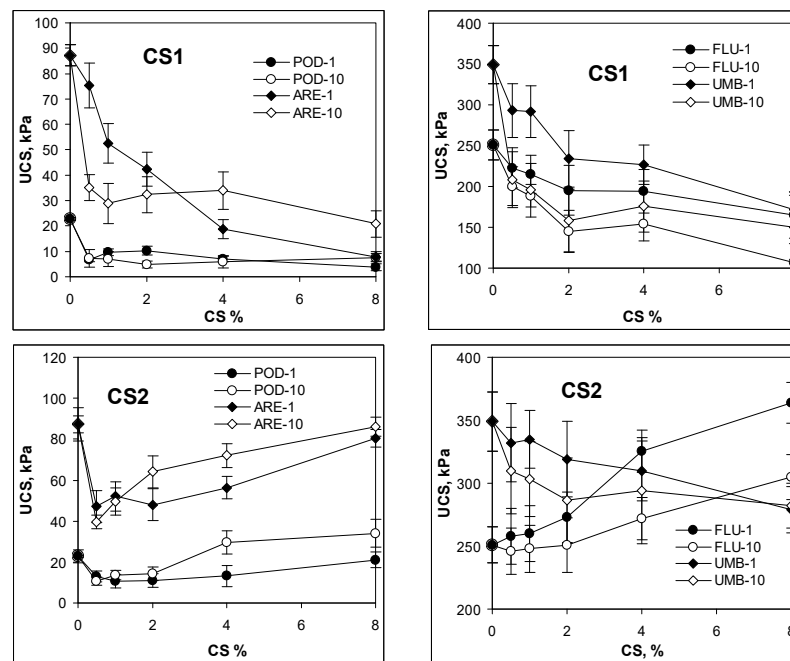 CS1
POD-1
POD-10
ARE-1
ARE-10
UCS, kPa
100
90
80
70
60
50
40
30
20
10
0
0 2 4 6 8
CS %
CS1
FLU-1
FLU-10
UMB-1
UMB-10
UCS, kPa
400
350
300
250
200
150
100
0 2 4 6 8
CS %
CS2
POD-1
POD-10
ARE-1
ARE-10
UCS, kPa
120
100
80
60
40
20
0
0 2 4 6 8
CS %
CS2
FLU-1
FLU-10
UMB-1
UMB-10
UCS, kPa
400
350
300
250
200
0 2 4 6 8
CS, %